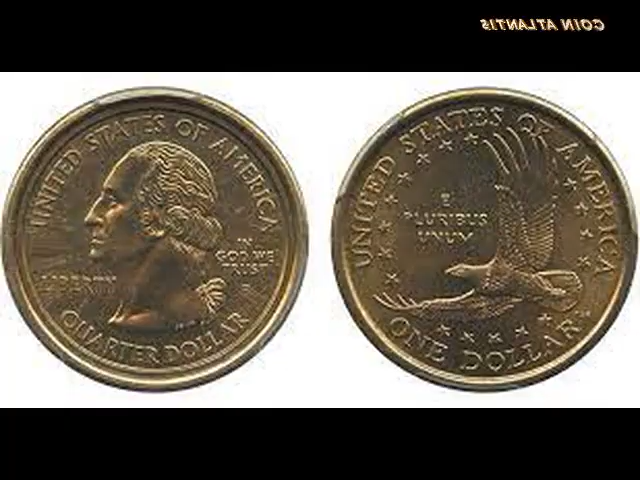 COIN ATLANTIS
UNITED STATES OF AMERICA
LIBERTY
IN
GOD WE
TRUST
P
QUARTER DOLLAR
UNITED STATES OF AMERICA
E
PLURIBUS
UNUM
ONE DOLLAR